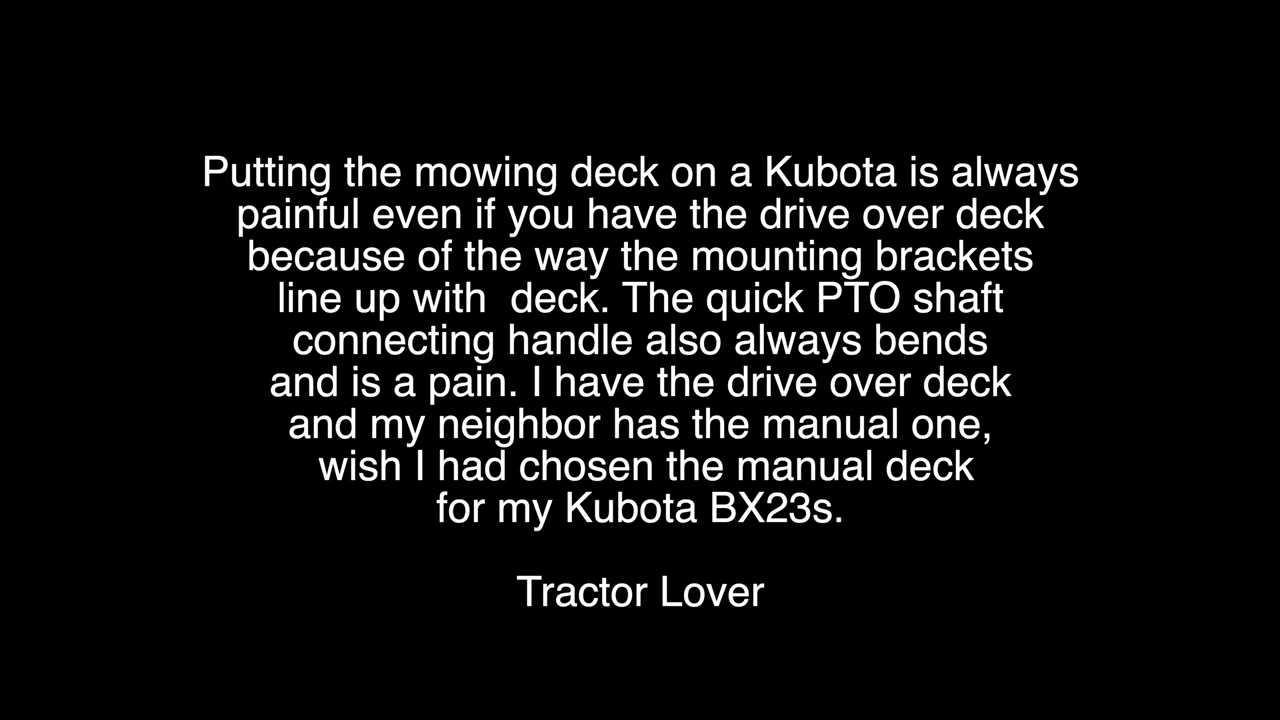 Putting the mowing deck on a Kubota is always
painful even if you have the drive over deck
because of the way the mounting brackets
line up with  deck. The quick PTO shaft
connecting handle also always bends
and is a pain. I have the drive over deck
and my neighbor has the manual one,
wish I had chosen the manual deck
for my Kubota BX23s.
Tractor Lover